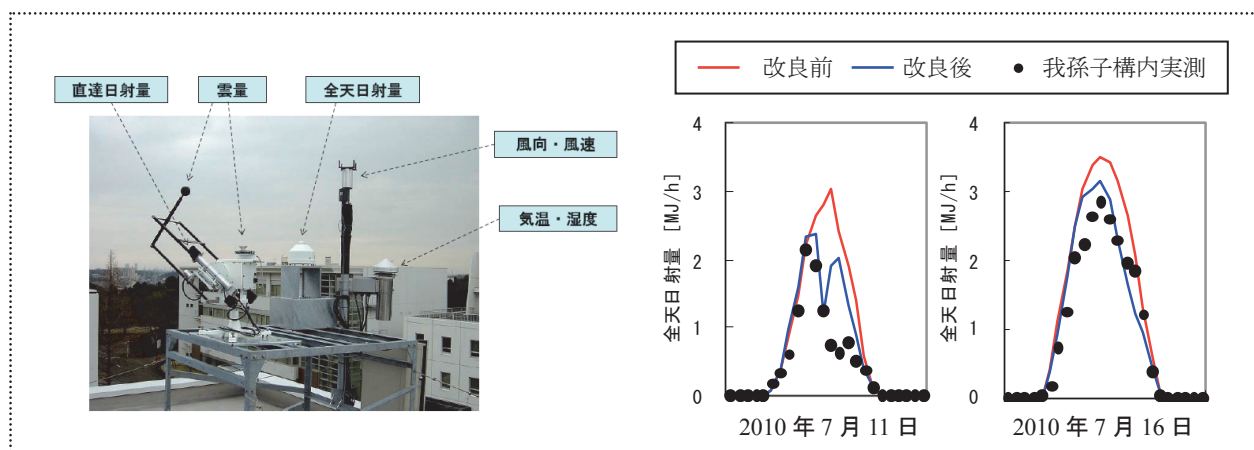 直達日射量
雲量
全天日射量
風向・風速
気温・湿度
改良前
改良後
我孫子構内実測
全天日射量 [MJ/h]
4
3
2
1
0
2010 年 7 月 11 日
全天日射量 [MJ/h]
4
3
2
1
0
2010 年 7 月 16 日